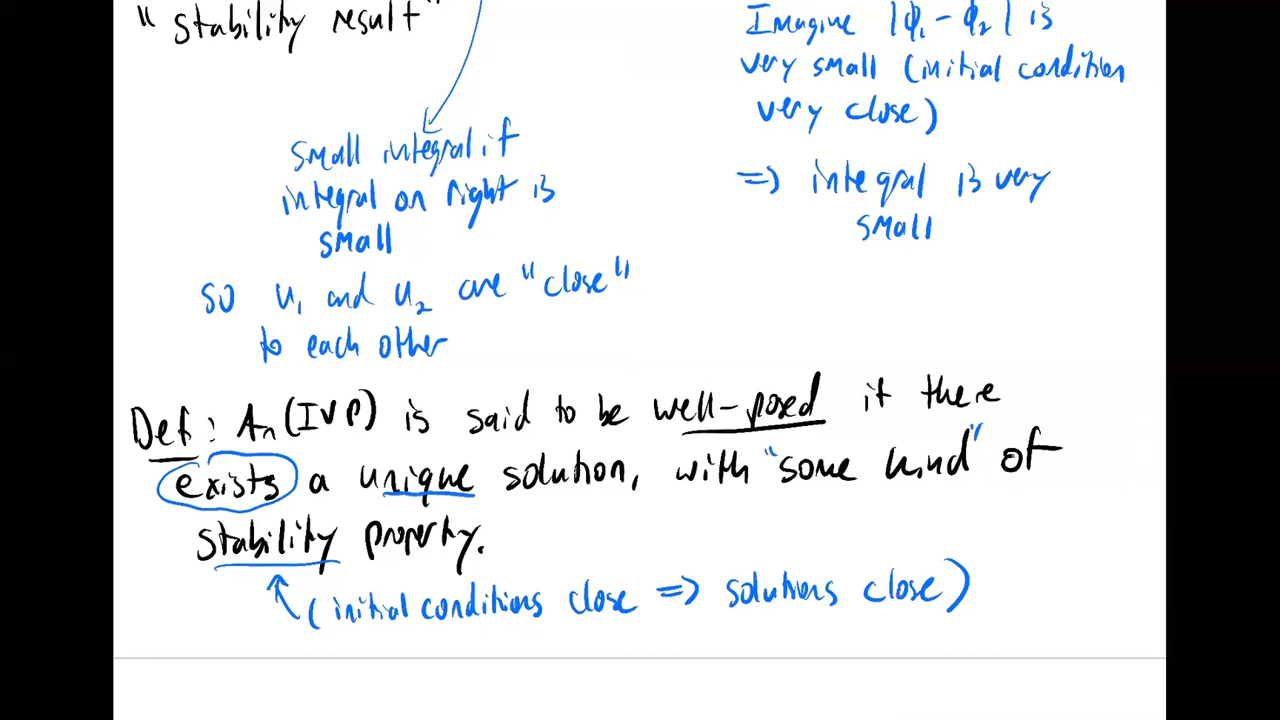 "stability result"
small integral if
integral on right is
small
so u₁ and u₂ are "close"
to each other
Imagine |ϕ₁ - ϕ₂| is
very small (initial condition
very close)
=> integral is very
small
Def: An (IVP) is said to be well-posed if there
exists a unique solution, with "some kind" of
stability property.
(initial conditions close => solutions close)